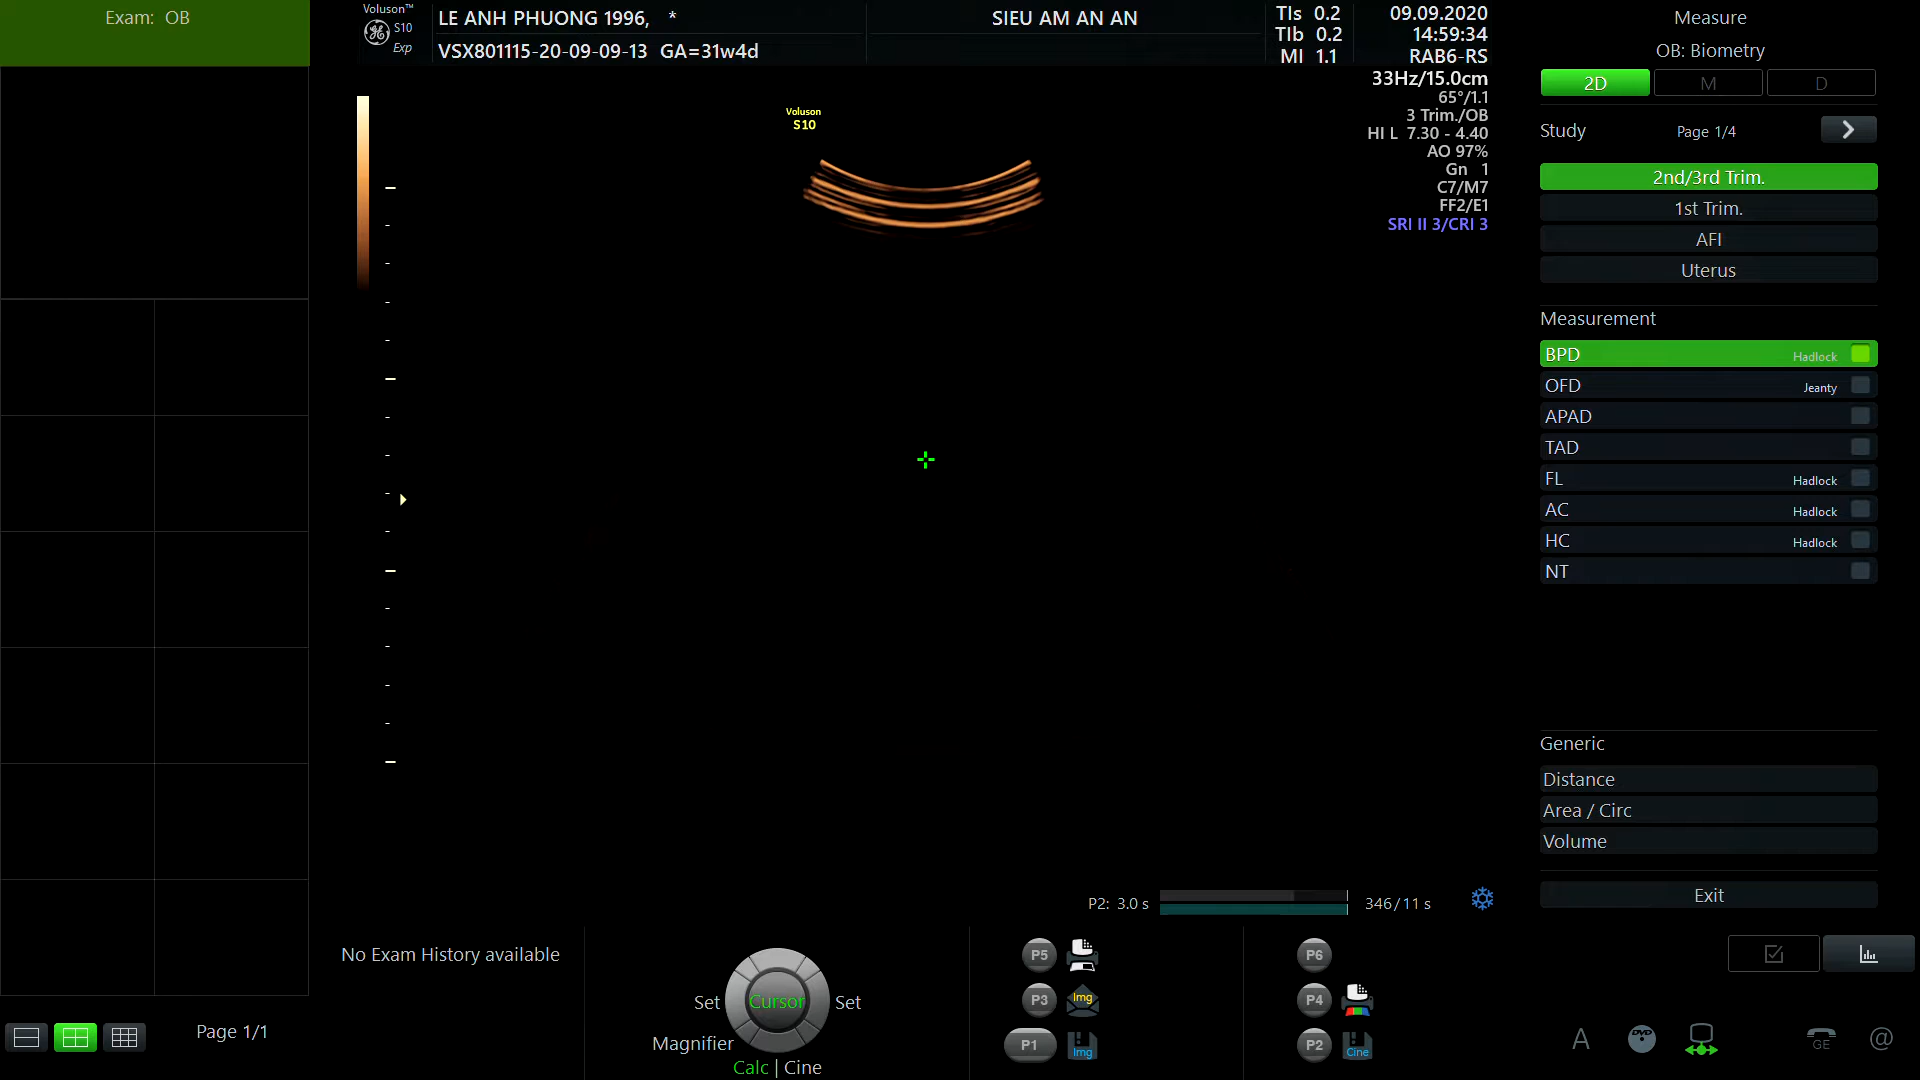 Exam: OB
Voluson™
S10
Exp
LE ANH PHUONG 1996, *
VSX801115-20-09-09-13 GA=31w4d
SIEU AM AN AN
TIs 0.2
TIb 0.2
MI 1.1
09.09.2020
14:59:34
RAB6-RS
33Hz/15.0cm
65°/1.1
3 Trim./OB
HI L 7.30 - 4.40
AO 97%
Gn 1
C7/M7
FF2/E1
SRI II 3/CRI 3
Voluson
S10
Measure
OB: Biometry
2D M D
Study Page 1/4
2nd/3rd Trim.
1st Trim.
AFI
Uterus
Measurement
BPD Hadlock
OFD Jeanty
APAD
TAD
FL Hadlock
AC Hadlock
HC Hadlock
NT
Generic
Distance
Area / Circ
Volume
Exit
P2: 3.0 s 346/11 s
No Exam History available
Set Cursor Set
Magnifier
Calc | Cine
P5
P3 Img
P1 Img
P6
P4
P2 Cine
Page 1/1
A DVD GE @